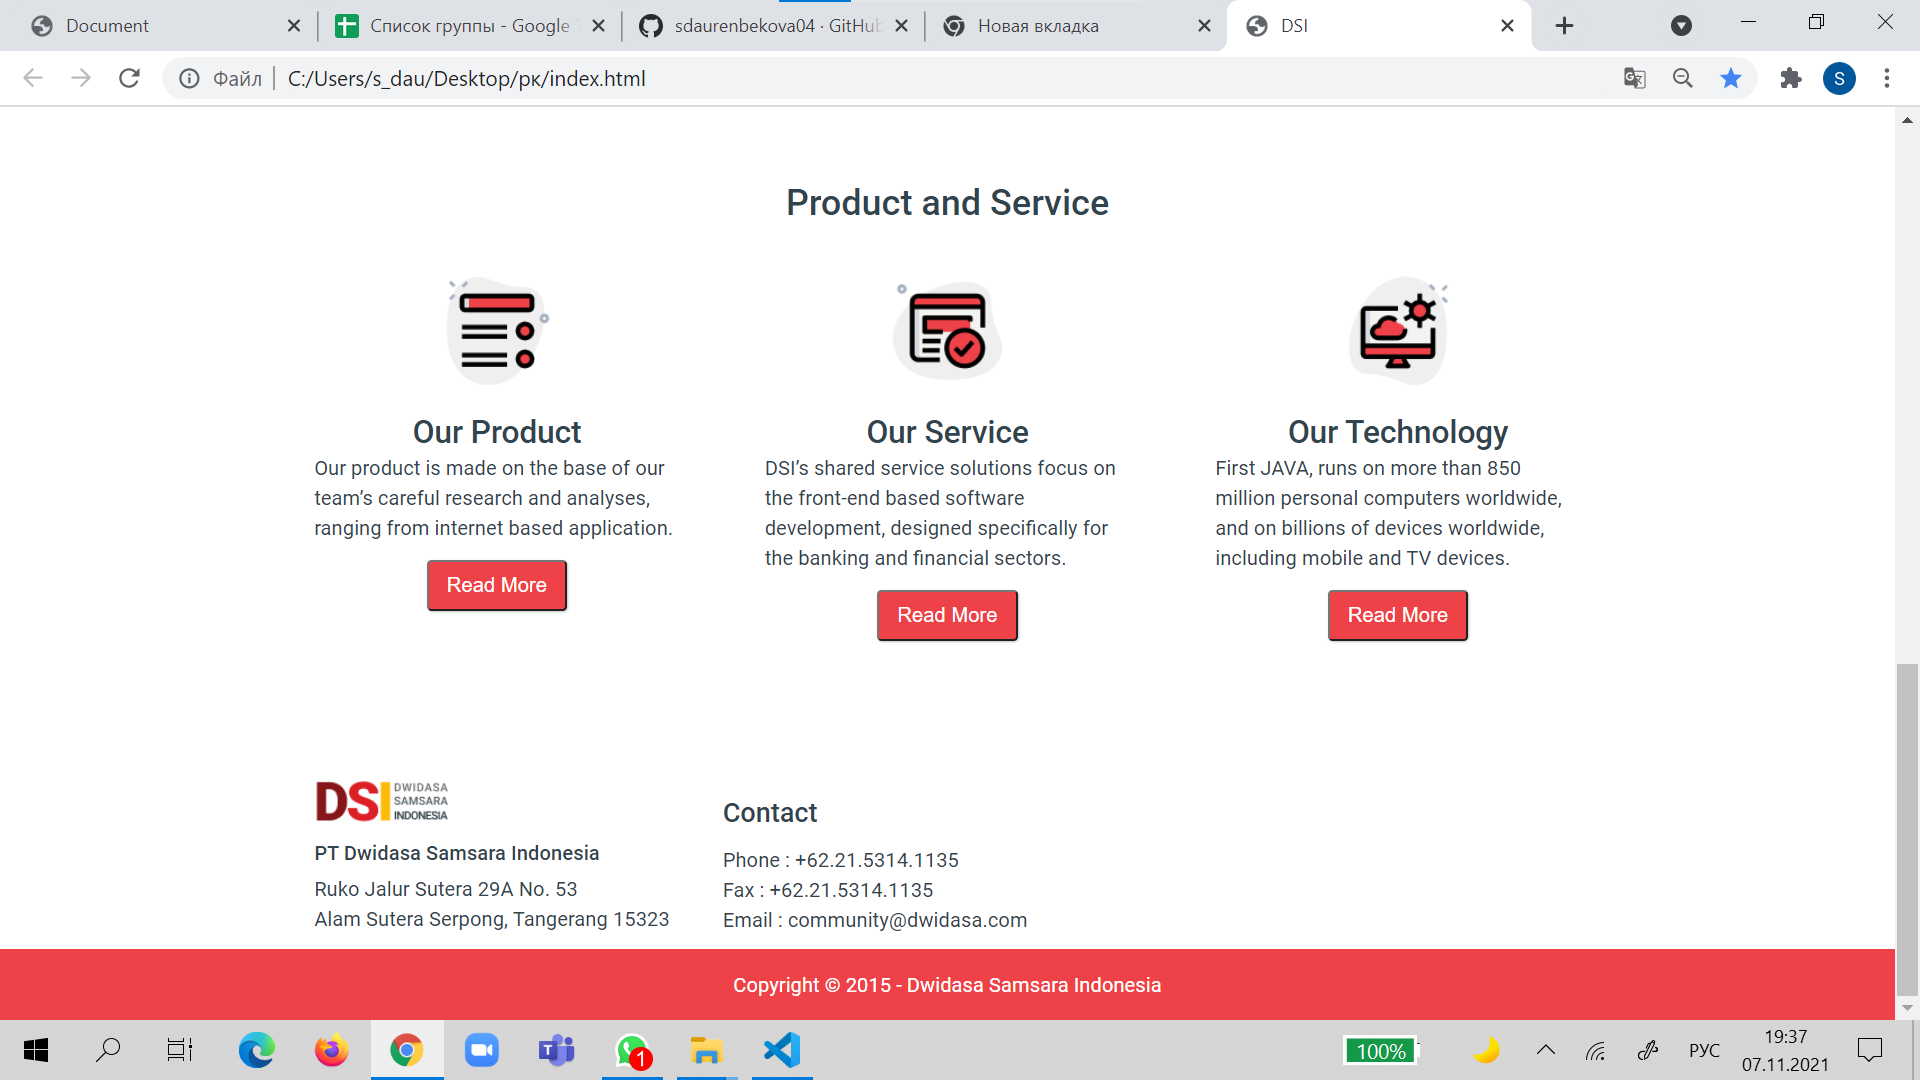 Document
Список группы - Google Т
sdaurenbekova04 · GitHub
Новая вкладка
DSI
Файл
C:/Users/s_dau/Desktop/рк/index.html
S
Product and Service
Our Product
Our product is made on the base of our
team’s careful research and analyses,
ranging from internet based application.
Read More
Our Service
DSI’s shared service solutions focus on
the front-end based software
development, designed specifically for
the banking and financial sectors.
Read More
Our Technology
First JAVA, runs on more than 850
million personal computers worldwide,
and on billions of devices worldwide,
including mobile and TV devices.
Read More
DSI
DWIDASA
SAMSARA
INDONESIA
PT Dwidasa Samsara Indonesia
Ruko Jalur Sutera 29A No. 53
Alam Sutera Serpong, Tangerang 15323
Contact
Phone : +62.21.5314.1135
Fax : +62.21.5314.1135
Email : community@dwidasa.com
Copyright © 2015 - Dwidasa Samsara Indonesia
1
100%
РУС
19:37
07.11.2021